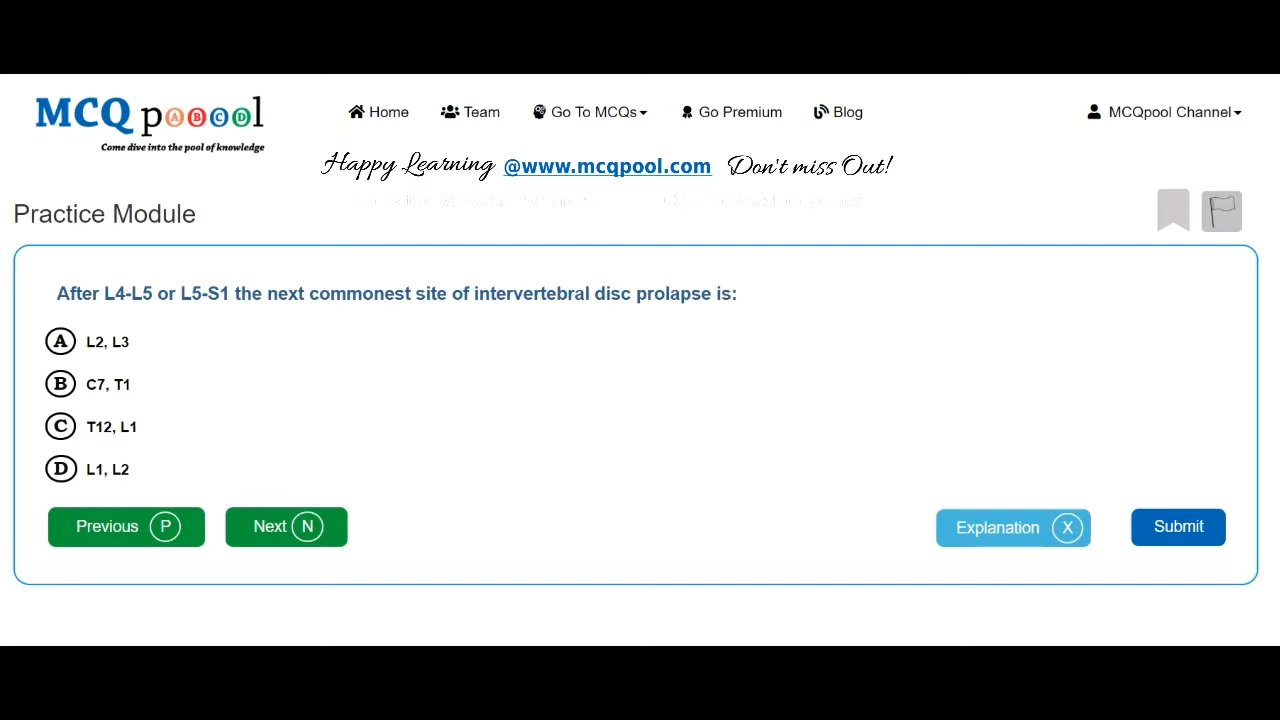 MCQ poool
A B C D
Come dive into the pool of knowledge
Home Team Go To MCQs Go Premium Blog MCQpool Channel
Happy Learning @www.mcqpool.com Don't miss Out!
Practice Module
After L4-L5 or L5-S1 the next commonest site of intervertebral disc prolapse is:
A L2, L3
B C7, T1
C T12, L1
D L1, L2
Previous P Next N Explanation X Submit